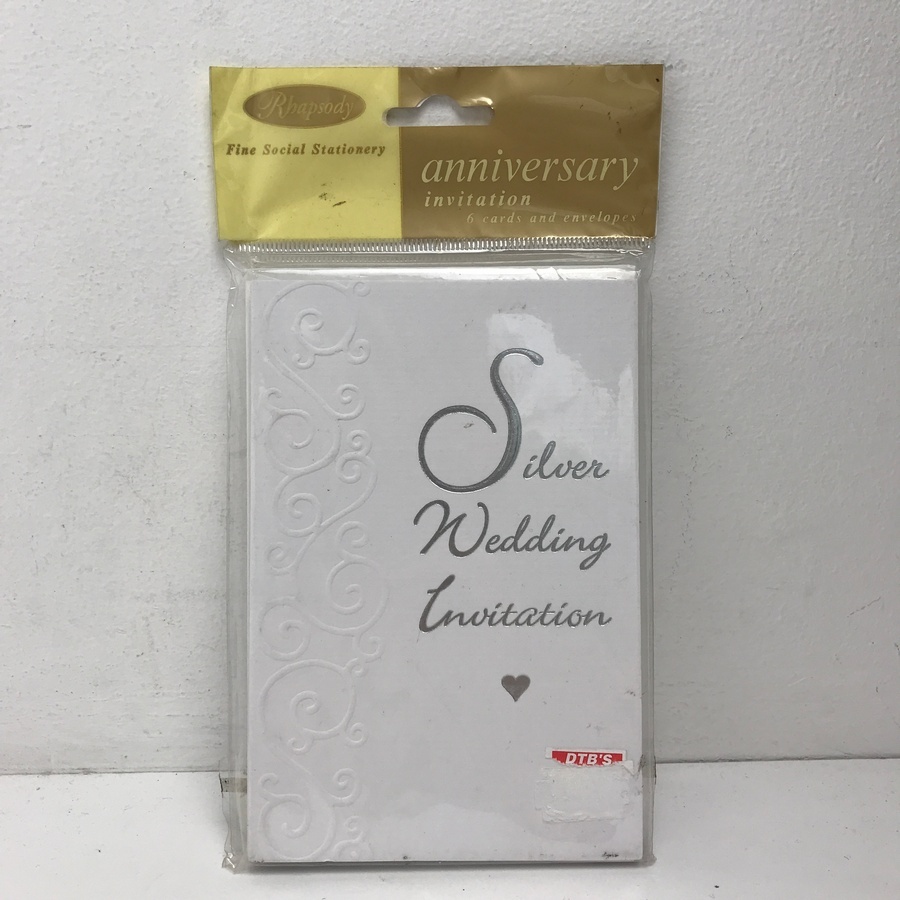 Rhapsody
Fine Social Stationery
anniversary
invitation
6 cards and envelopes
Silver
Wedding
Invitation
DTB'S